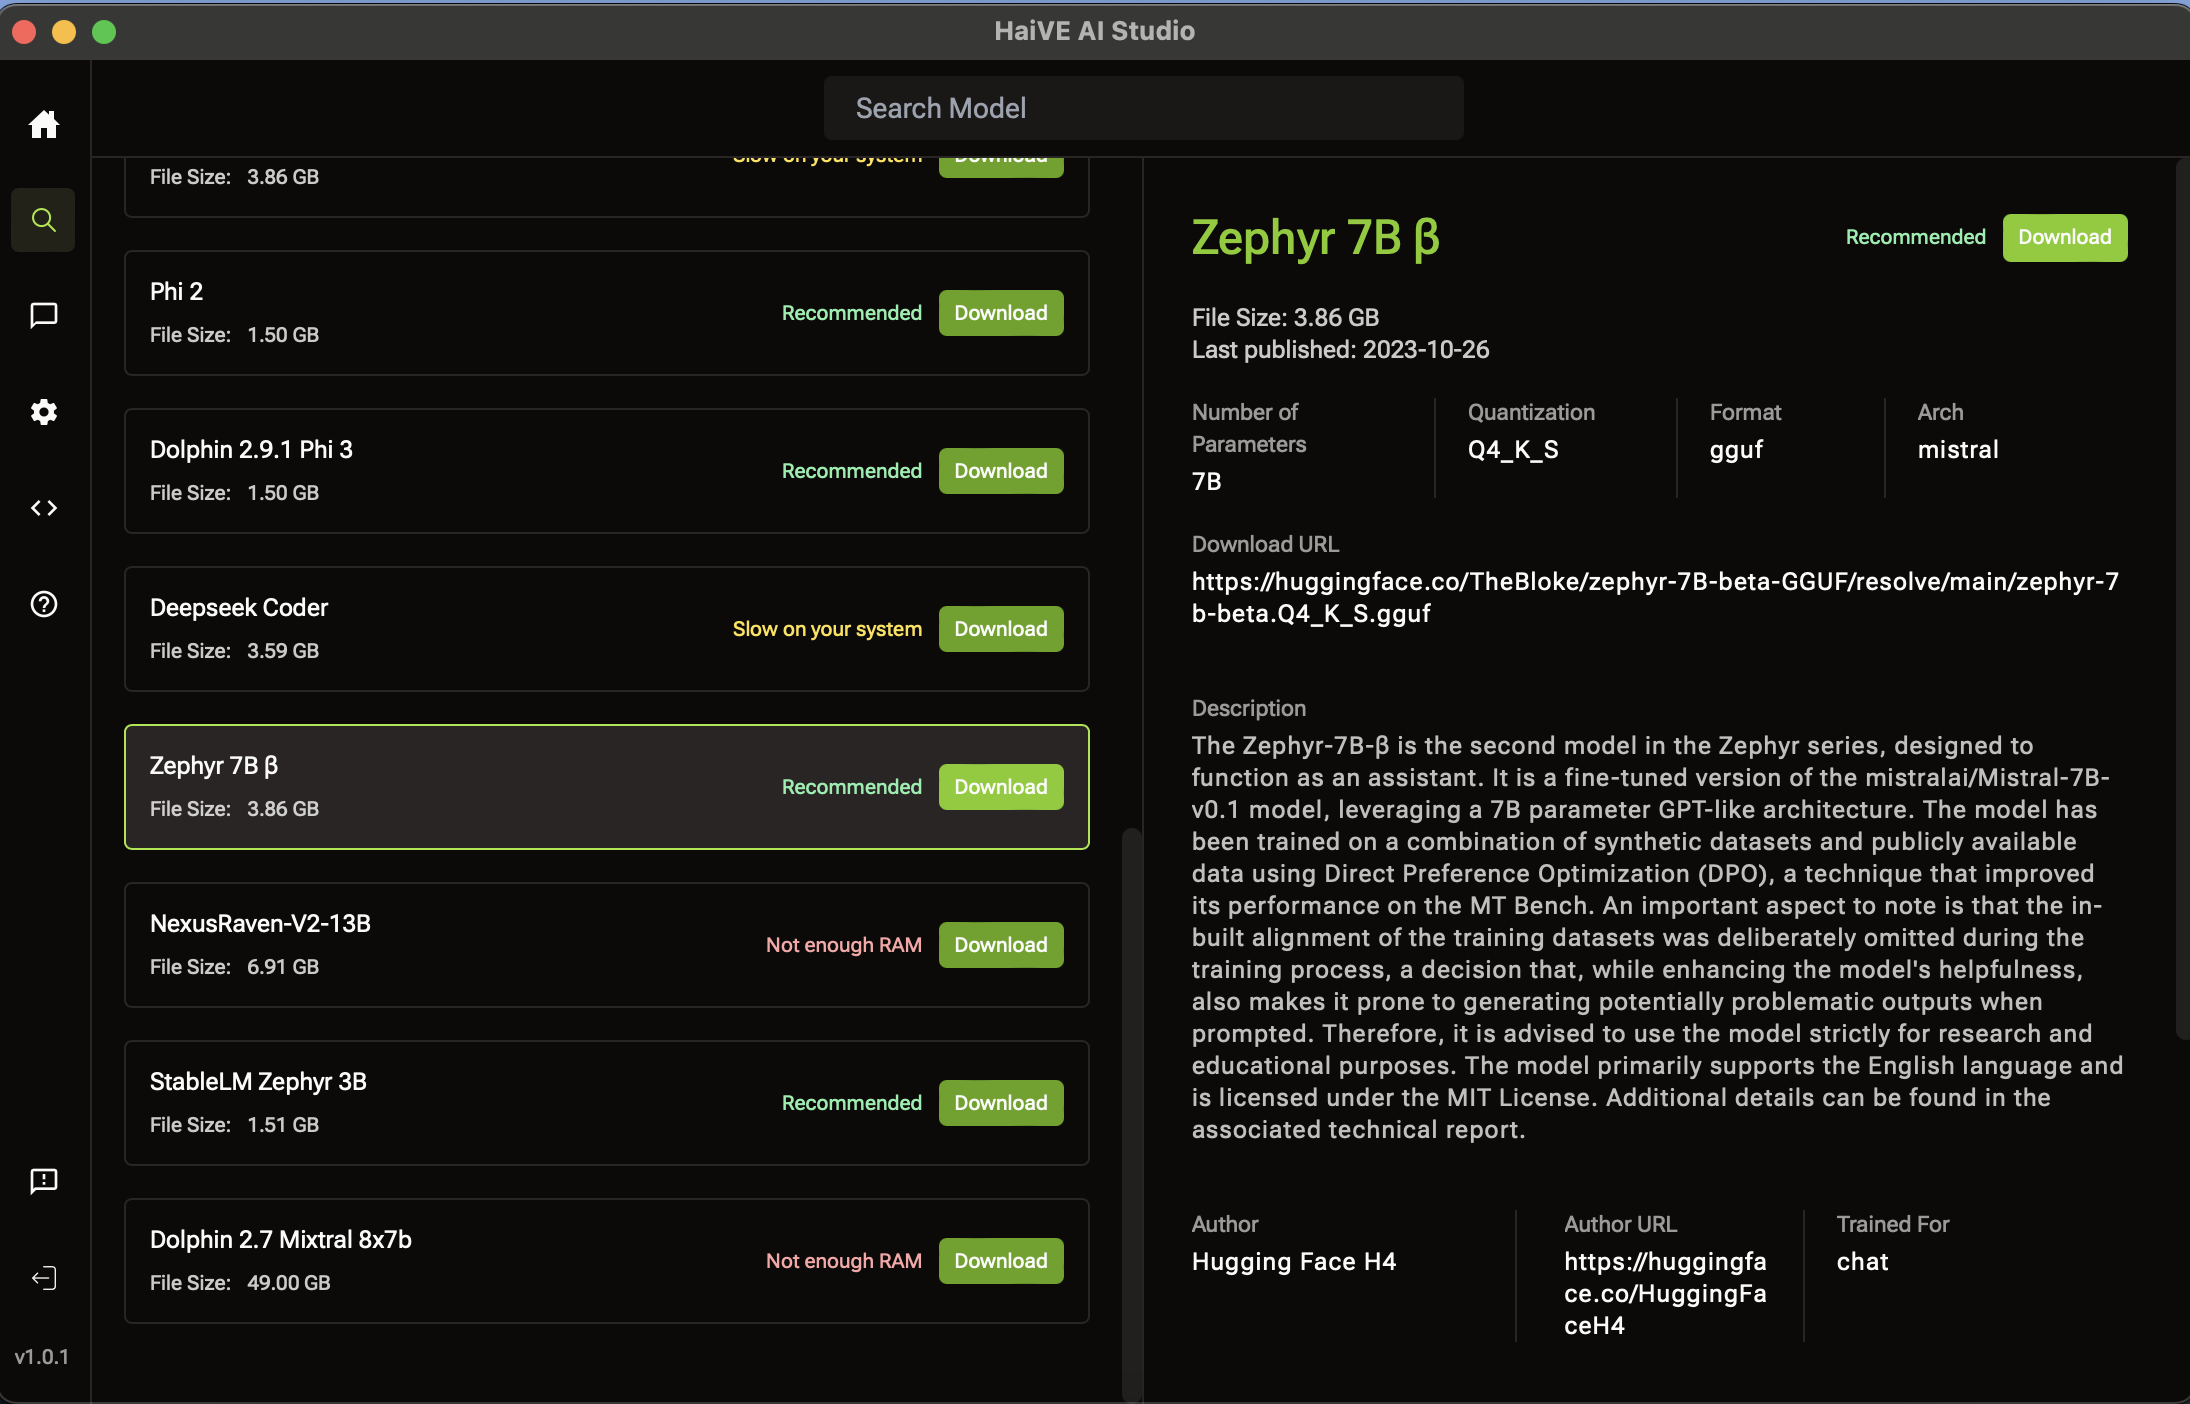 HaiVE AI Studio
Search Model
Slow on your system
Download
File Size: 3.86 GB
Phi 2
File Size: 1.50 GB
Recommended
Download
Dolphin 2.9.1 Phi 3
File Size: 1.50 GB
Recommended
Download
Deepseek Coder
File Size: 3.59 GB
Slow on your system
Download
Zephyr 7B β
File Size: 3.86 GB
Recommended
Download
NexusRaven-V2-13B
File Size: 6.91 GB
Not enough RAM
Download
StableLM Zephyr 3B
File Size: 1.51 GB
Recommended
Download
Dolphin 2.7 Mixtral 8x7b
File Size: 49.00 GB
Not enough RAM
Download
v1.0.1
Zephyr 7B β
Recommended
Download
File Size: 3.86 GB
Last published: 2023-10-26
Number of
Parameters
7B
Quantization
Q4_K_S
Format
gguf
Arch
mistral
Download URL
https://huggingface.co/TheBloke/zephyr-7B-beta-GGUF/resolve/main/zephyr-7
b-beta.Q4_K_S.gguf
Description
The Zephyr-7B-β is the second model in the Zephyr series, designed to
function as an assistant. It is a fine-tuned version of the mistralai/Mistral-7B-
v0.1 model, leveraging a 7B parameter GPT-like architecture. The model has
been trained on a combination of synthetic datasets and publicly available
data using Direct Preference Optimization (DPO), a technique that improved
its performance on the MT Bench. An important aspect to note is that the in-
built alignment of the training datasets was deliberately omitted during the
training process, a decision that, while enhancing the model's helpfulness,
also makes it prone to generating potentially problematic outputs when
prompted. Therefore, it is advised to use the model strictly for research and
educational purposes. The model primarily supports the English language and
is licensed under the MIT License. Additional details can be found in the
associated technical report.
Author
Hugging Face H4
Author URL
https://huggingfa
ce.co/HuggingFa
ceH4
Trained For
chat